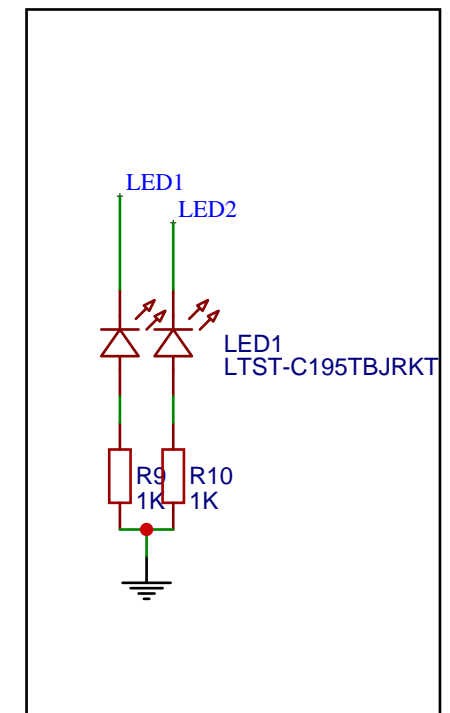 LED1
LED2
LED1
LTST-C195TBJRKT
R9 R10
1K 1K